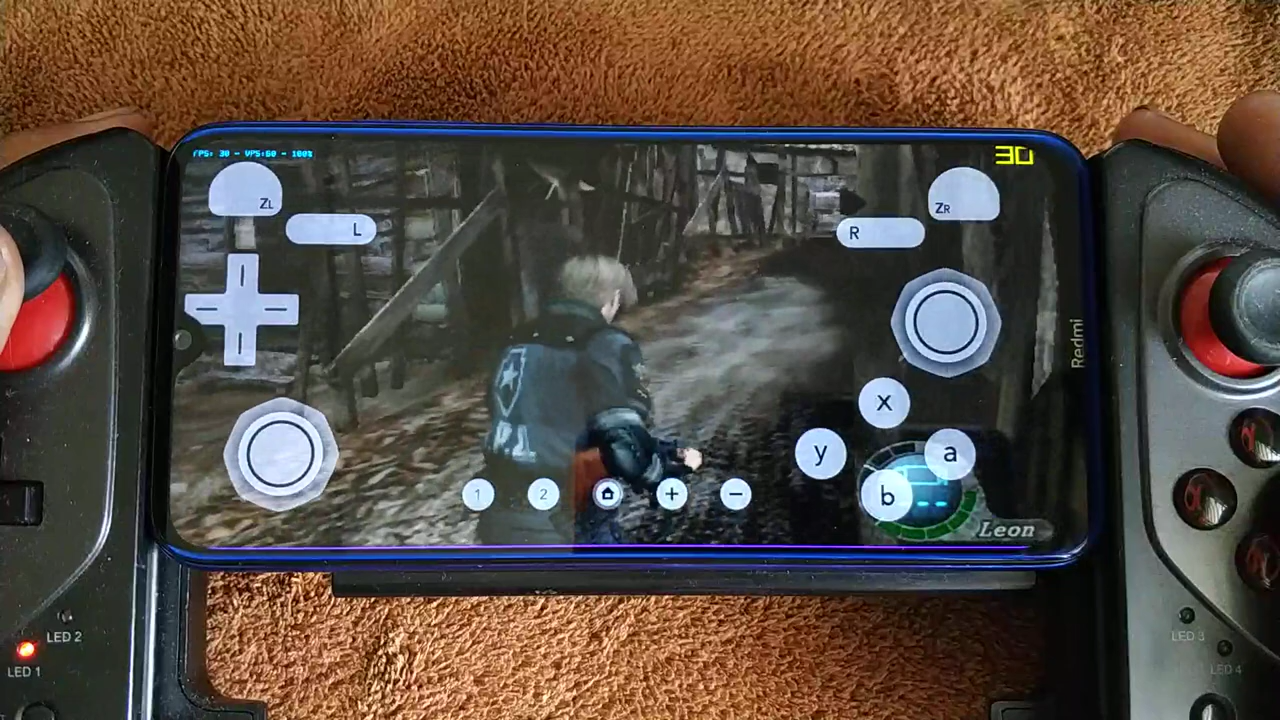 FPS: 30 - VPS:60 - 100%
30
ZL
L
R
ZR
Redmi
x
y
a
b
1
2
+
-
Leon
LED 2
LED 1
LED 3
LED 4